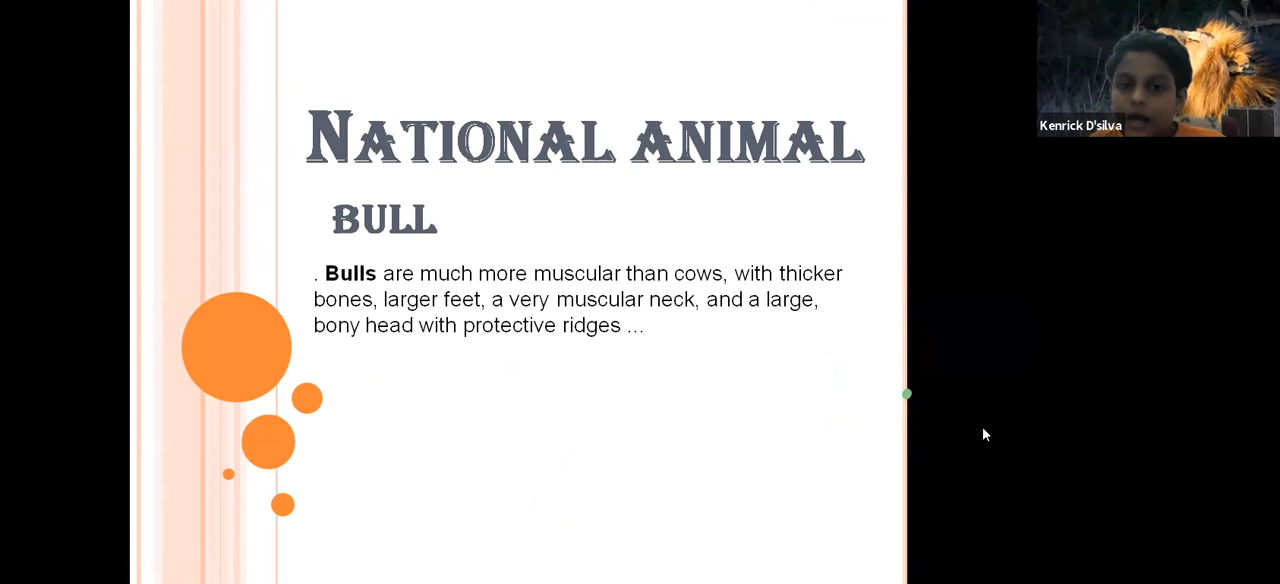 NATIONAL ANIMAL
BULL
. Bulls are much more muscular than cows, with thicker
bones, larger feet, a very muscular neck, and a large,
bony head with protective ridges ...
Kenrick D'silva